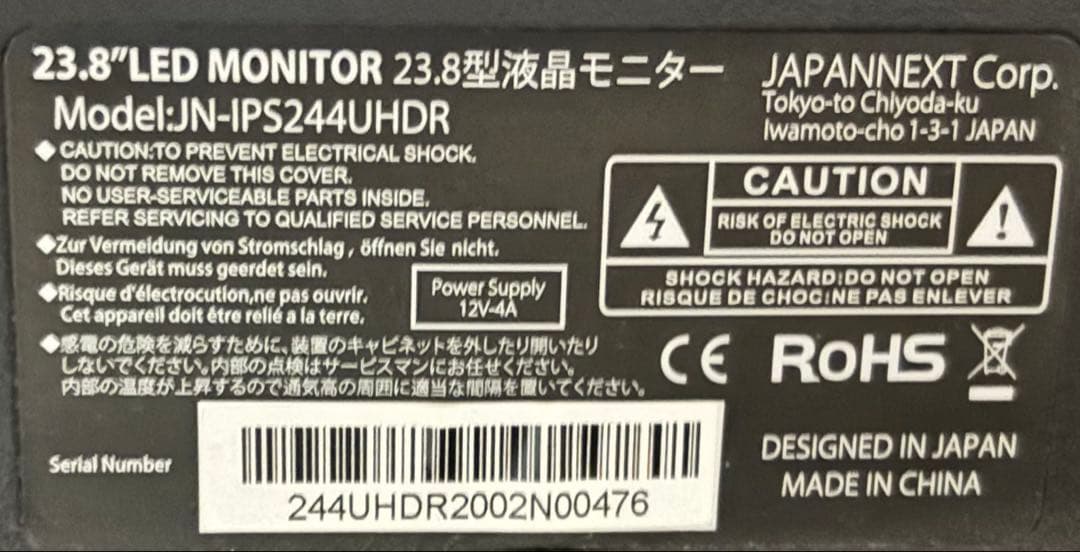 23.8"LED MONITOR 23.8型液晶モニター
Model:JN-IPS244UHDR
JAPANNEXT Corp.
Tokyo-to Chiyoda-ku
Iwamoto-cho 1-3-1 JAPAN
◆CAUTION:TO PREVENT ELECTRICAL SHOCK,
DO NOT REMOVE THIS COVER.
NO USER-SERVICEABLE PARTS INSIDE.
REFER SERVICING TO QUALIFIED SERVICE PERSONNEL.
◆Zur Vermeidung von Stromschlag, öffnen Sie nicht.
Dieses Gerät muss geerdet sein.
◆Risque d'électrocution,ne pas ouvrir.
Cet appareil doit être relié a la terre.
Power Supply
12V-4A
CAUTION
RISK OF ELECTRIC SHOCK
DO NOT OPEN
SHOCK HAZARD:DO NOT OPEN
RISQUE DE CHOC:NE PAS ENLEVER
◆感電の危険を減らすために、装置のキャビネットを外したり開いたり
しないでください。内部の点検はサービスマンにお任せください。
内部の温度が上昇するので通気高の周囲に適当な間隔を置いてください。
CE RoHS
Serial Number
244UHDR2002N00476
DESIGNED IN JAPAN
MADE IN CHINA